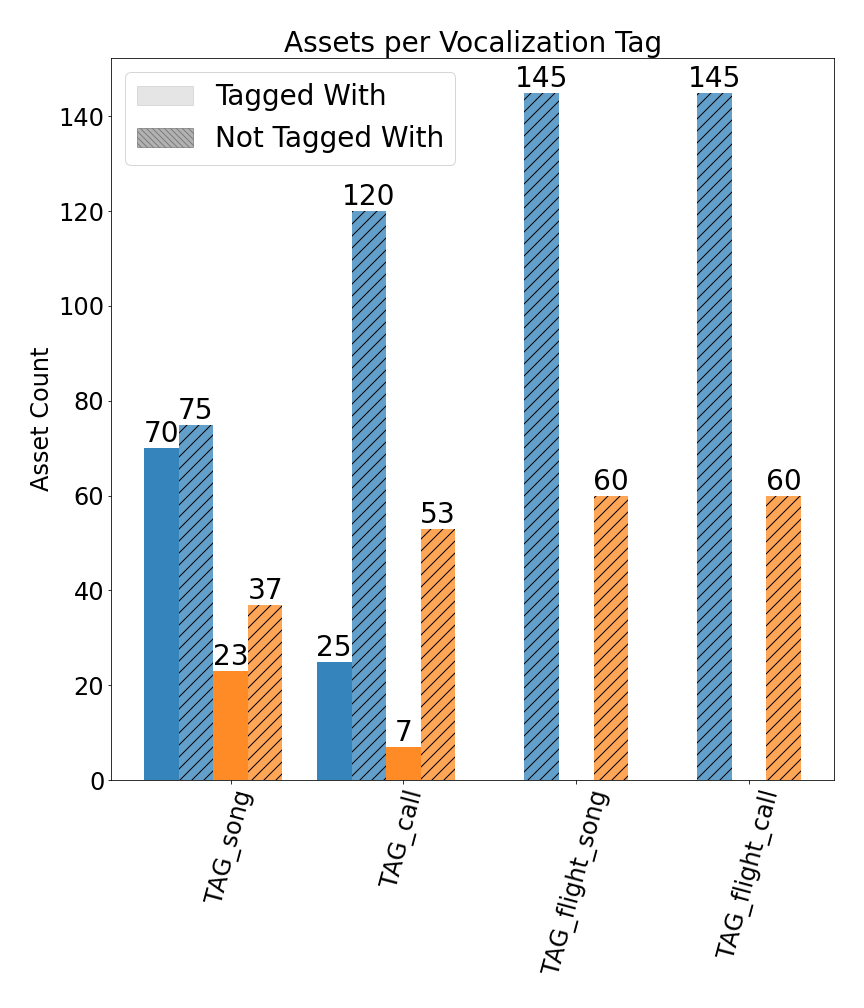 Assets per Vocalization Tag
Tagged With
Not Tagged With
Asset Count
140
120
100
80
60
40
20
0
70
75
23
37
25
120
7
53
145
60
145
60
TAG_song
TAG_call
TAG_flight_song
TAG_flight_call